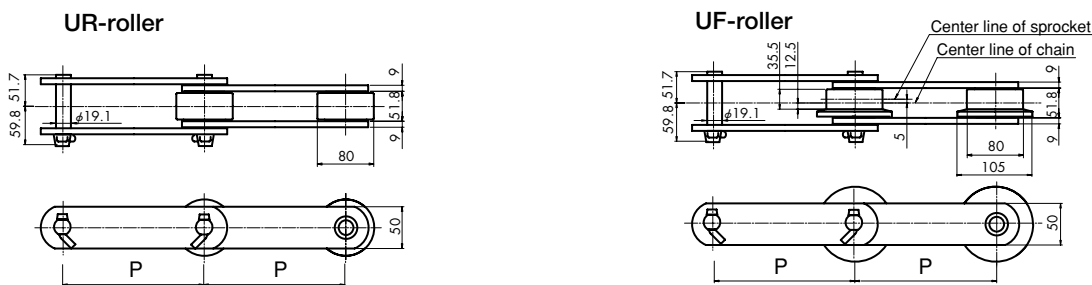 UR-roller
51.7
59.8
φ19.1
9
51.8
9
80
50
P
P
UF-roller
Center line of sprocket
Center line of chain
35.5
12.5
51.7
59.8
φ19.1
5
9
51.8
9
80
105
50
P
P